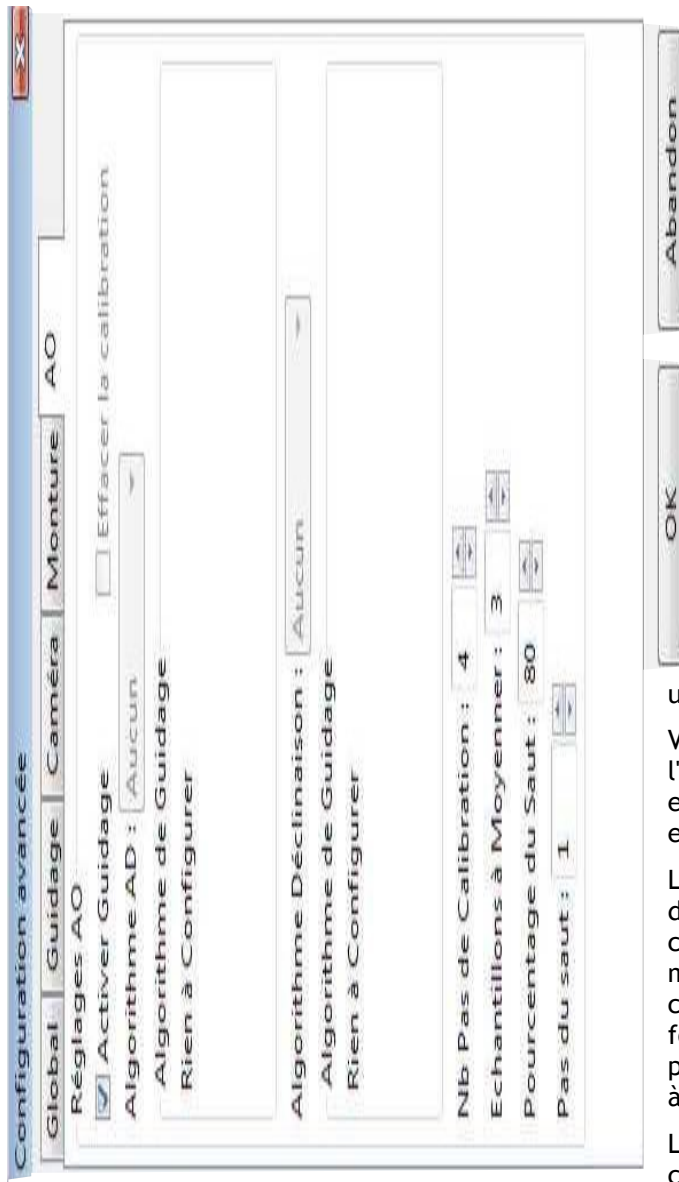 Configuration avancée
Global Guidage Caméra Monture AO
Réglages AO
Activer Guidage Effacer la calibration
Algorithme AD : Aucun
Algorithme de Guidage
Rien à Configurer
Algorithme Déclinaison : Aucun
Algorithme de Guidage
Rien à Configurer
Nb Pas de Calibration : 4
Echantillons à Moyenner : 3
Pourcentage du Saut : 80
Pas du saut : 1
OK Abandon
u
V
l'
e
e
L
d
c
m
c
f
p
à
L
c